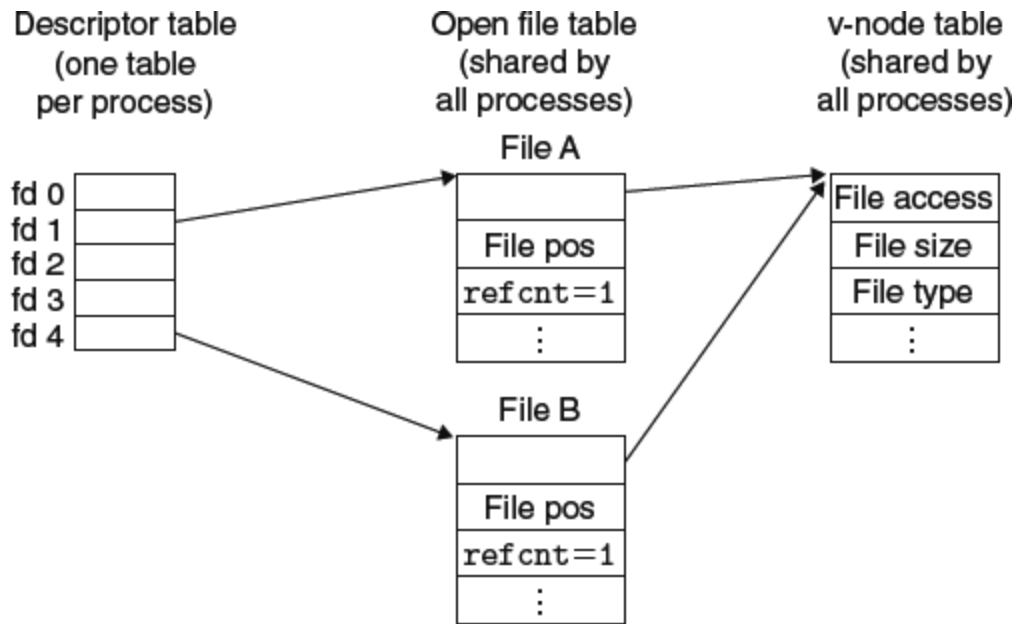 Descriptor table
(one table
per process)
Open file table
(shared by
all processes)
v-node table
(shared by
all processes)
fd 0
fd 1
fd 2
fd 3
fd 4
File A
File pos
refcnt=1
⋮
File B
File pos
refcnt=1
⋮
File access
File size
File type
⋮